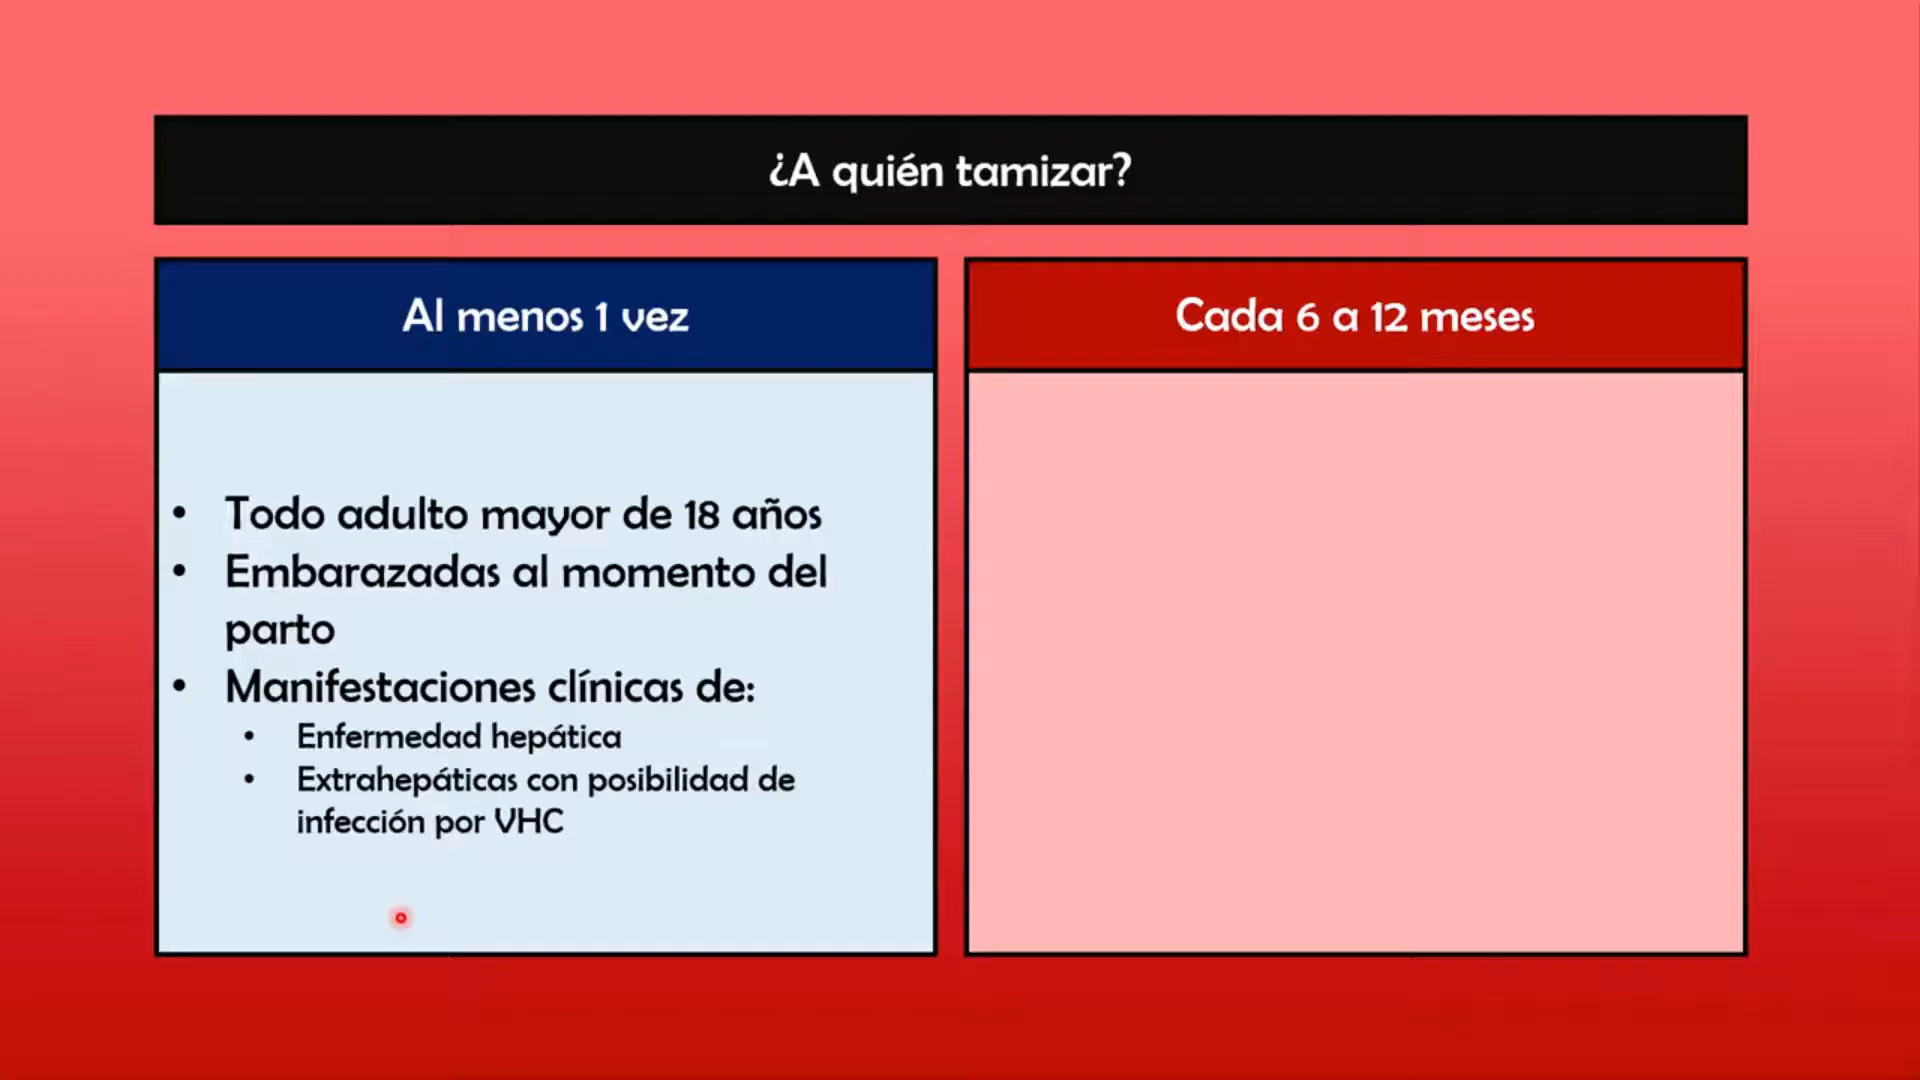 ¿A quién tamizar?
Al menos 1 vez
• Todo adulto mayor de 18 años
• Embarazadas al momento del
parto
• Manifestaciones clínicas de:
• Enfermedad hepática
• Extrahepáticas con posibilidad de
infección por VHC
Cada 6 a 12 meses